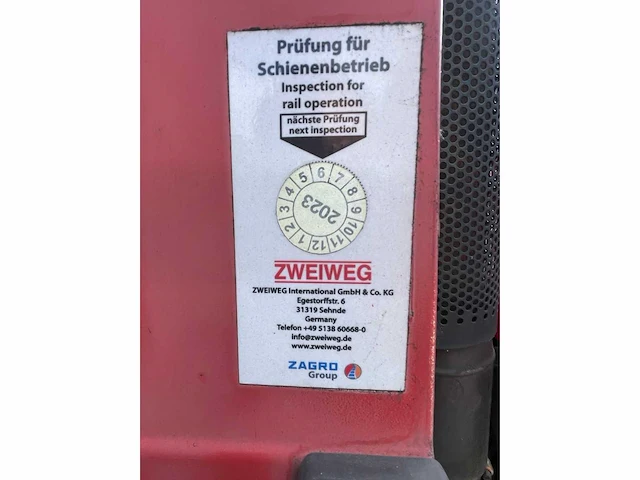 Prüfung für
Schienenbetrieb
Inspection for
rail operation
nächste Prüfung
next inspection
1 2 3 4 5 6 7 8 9 10 11 12
2023
ZWEIWEG
ZWEIWEG International GmbH & Co. KG
Egestorffstr. 6
31319 Sehnde
Germany
Telefon +49 5138 60668-0
info@zweiweg.de
www.zweiweg.de
ZAGRO
Group